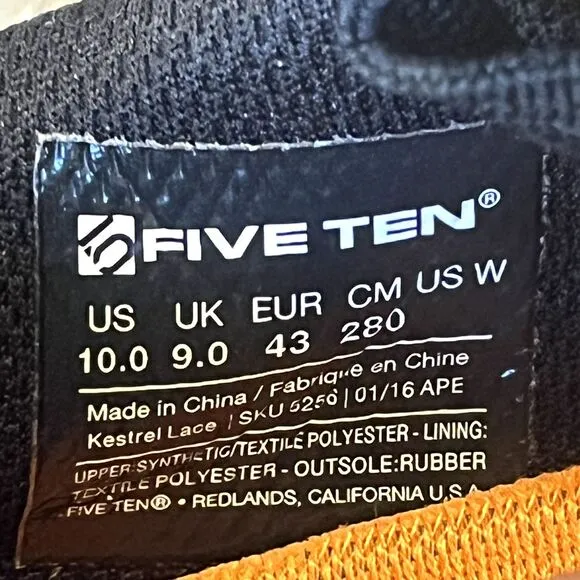 FIVE TEN®
US UK EUR CM US W
10.0 9.0 43 280
Made in China / Fabriqué en Chine
Kestrel Lace | SKU 5256 | 01/16 APE
UPPER:SYNTHETIC/TEXTILE POLYESTER - LINING:
TEXTILE POLYESTER - OUTSOLE:RUBBER
FIVE TEN® • REDLANDS, CALIFORNIA U.S.A